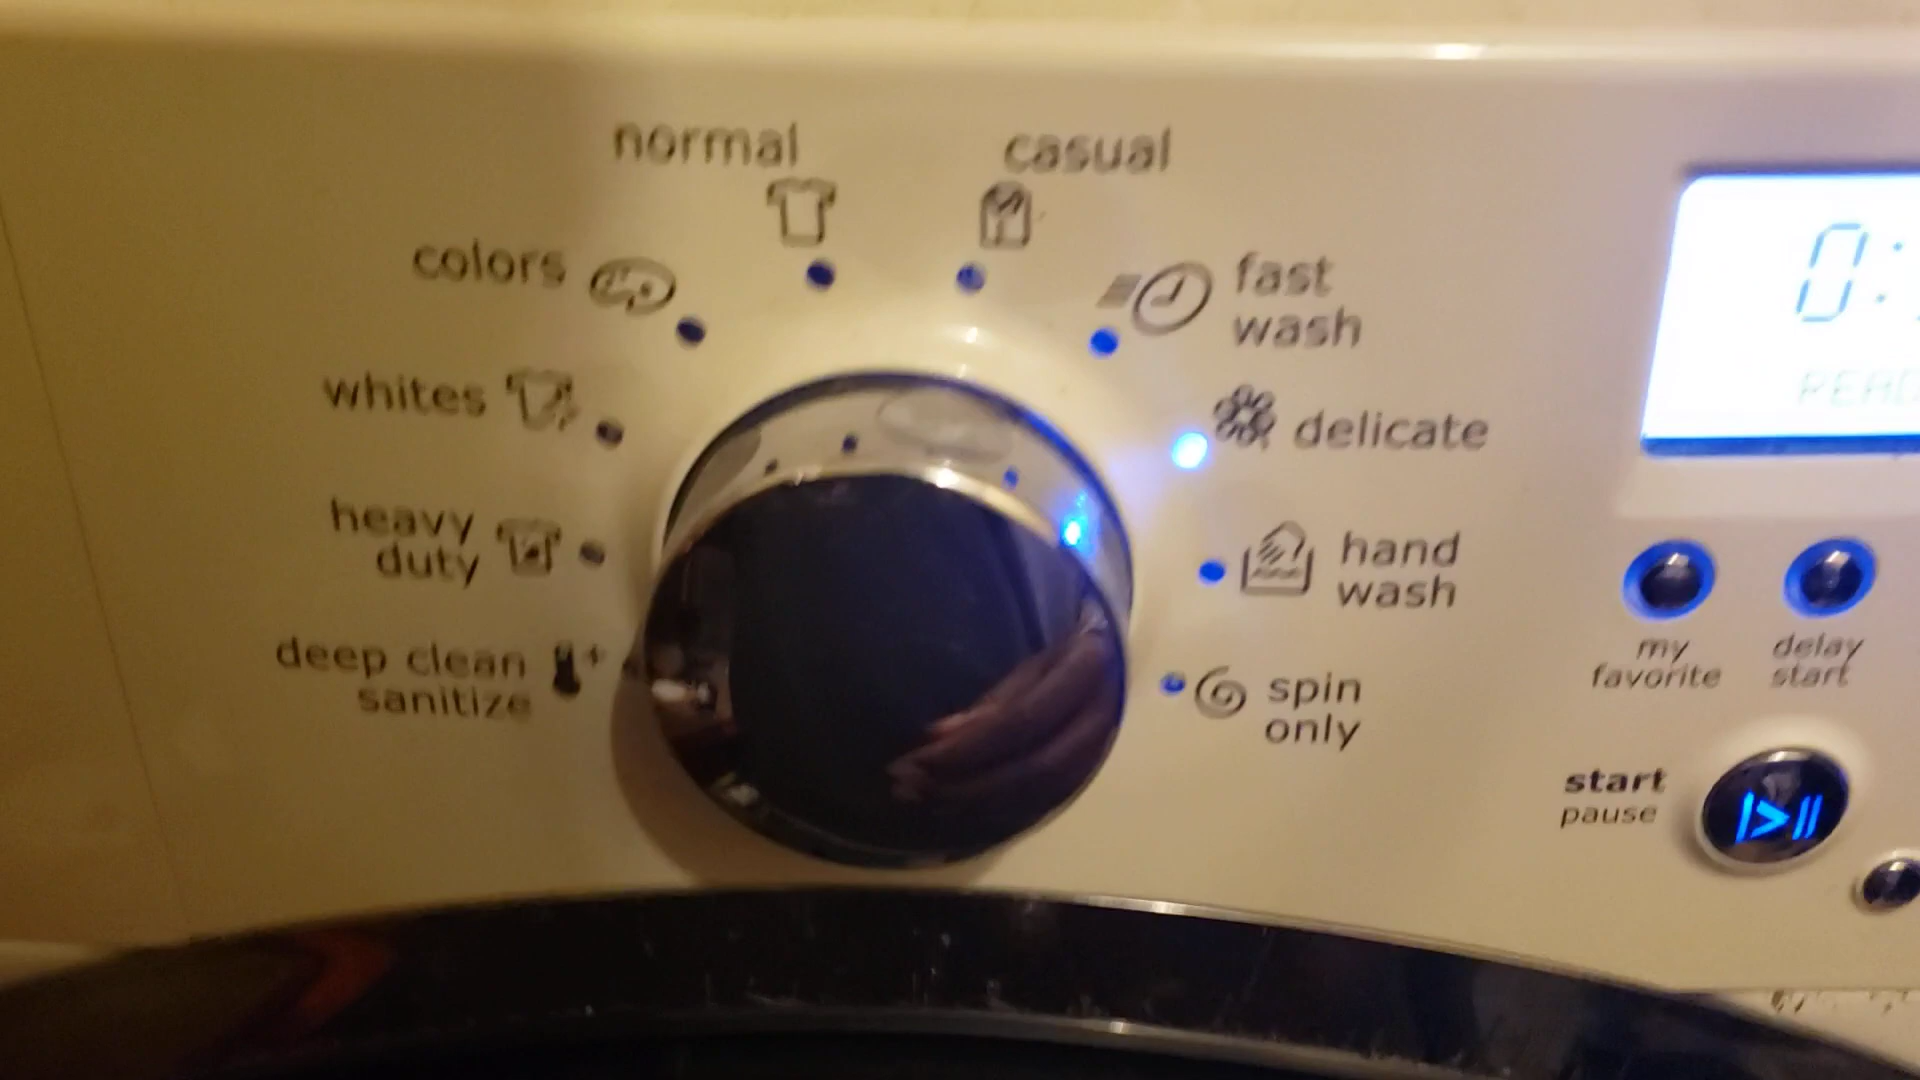 normal
casual
colors
fast
wash
whites
delicate
heavy
duty
hand
wash
deep clean
sanitize
spin
only
0:
my
favorite
delay
start
start
pause